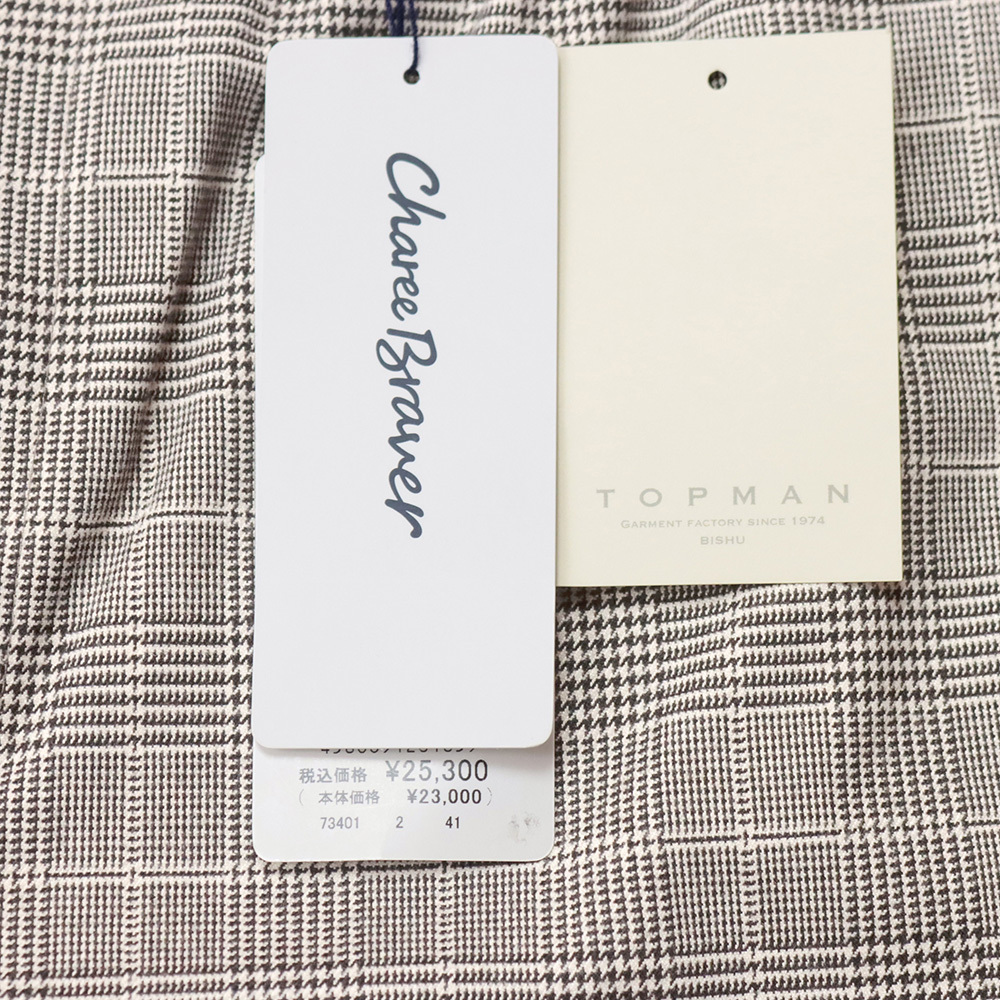 Charee Braver
TOPMAN
GARMENT FACTORY SINCE 1974
BISHU
税込価格 ¥25,300
( 本体価格 ¥23,000 )
73401 2 41